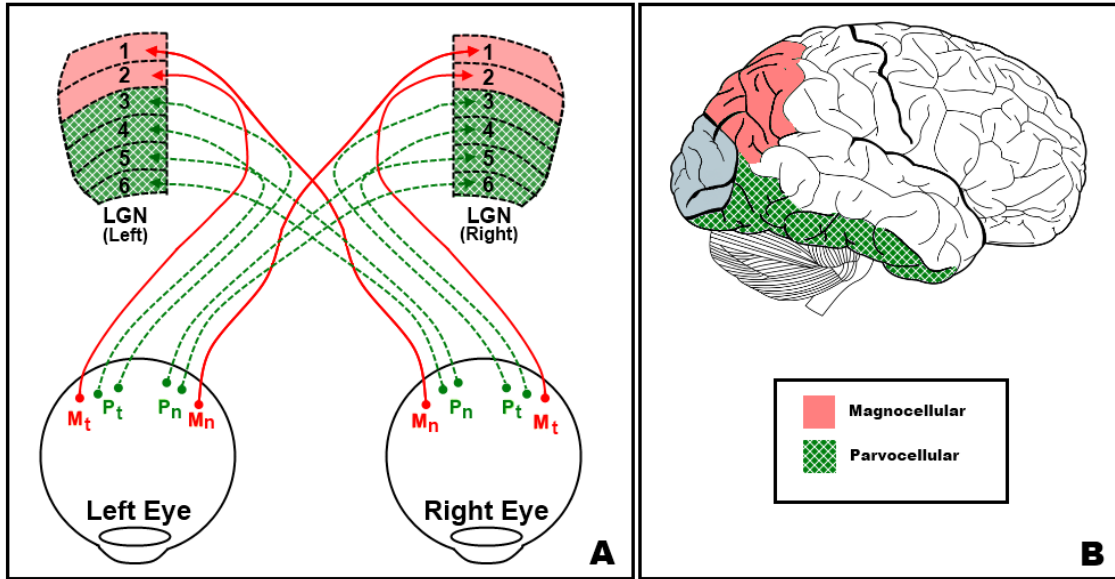 1
2
3
4
5
6
LGN
(Left)
1
2
3
4
5
6
LGN
(Right)
Mt
Pt
Pn
Mn
Left Eye
Mn
Pn
Pt
Mt
Right Eye
A
Magnocellular
Parvocellular
B